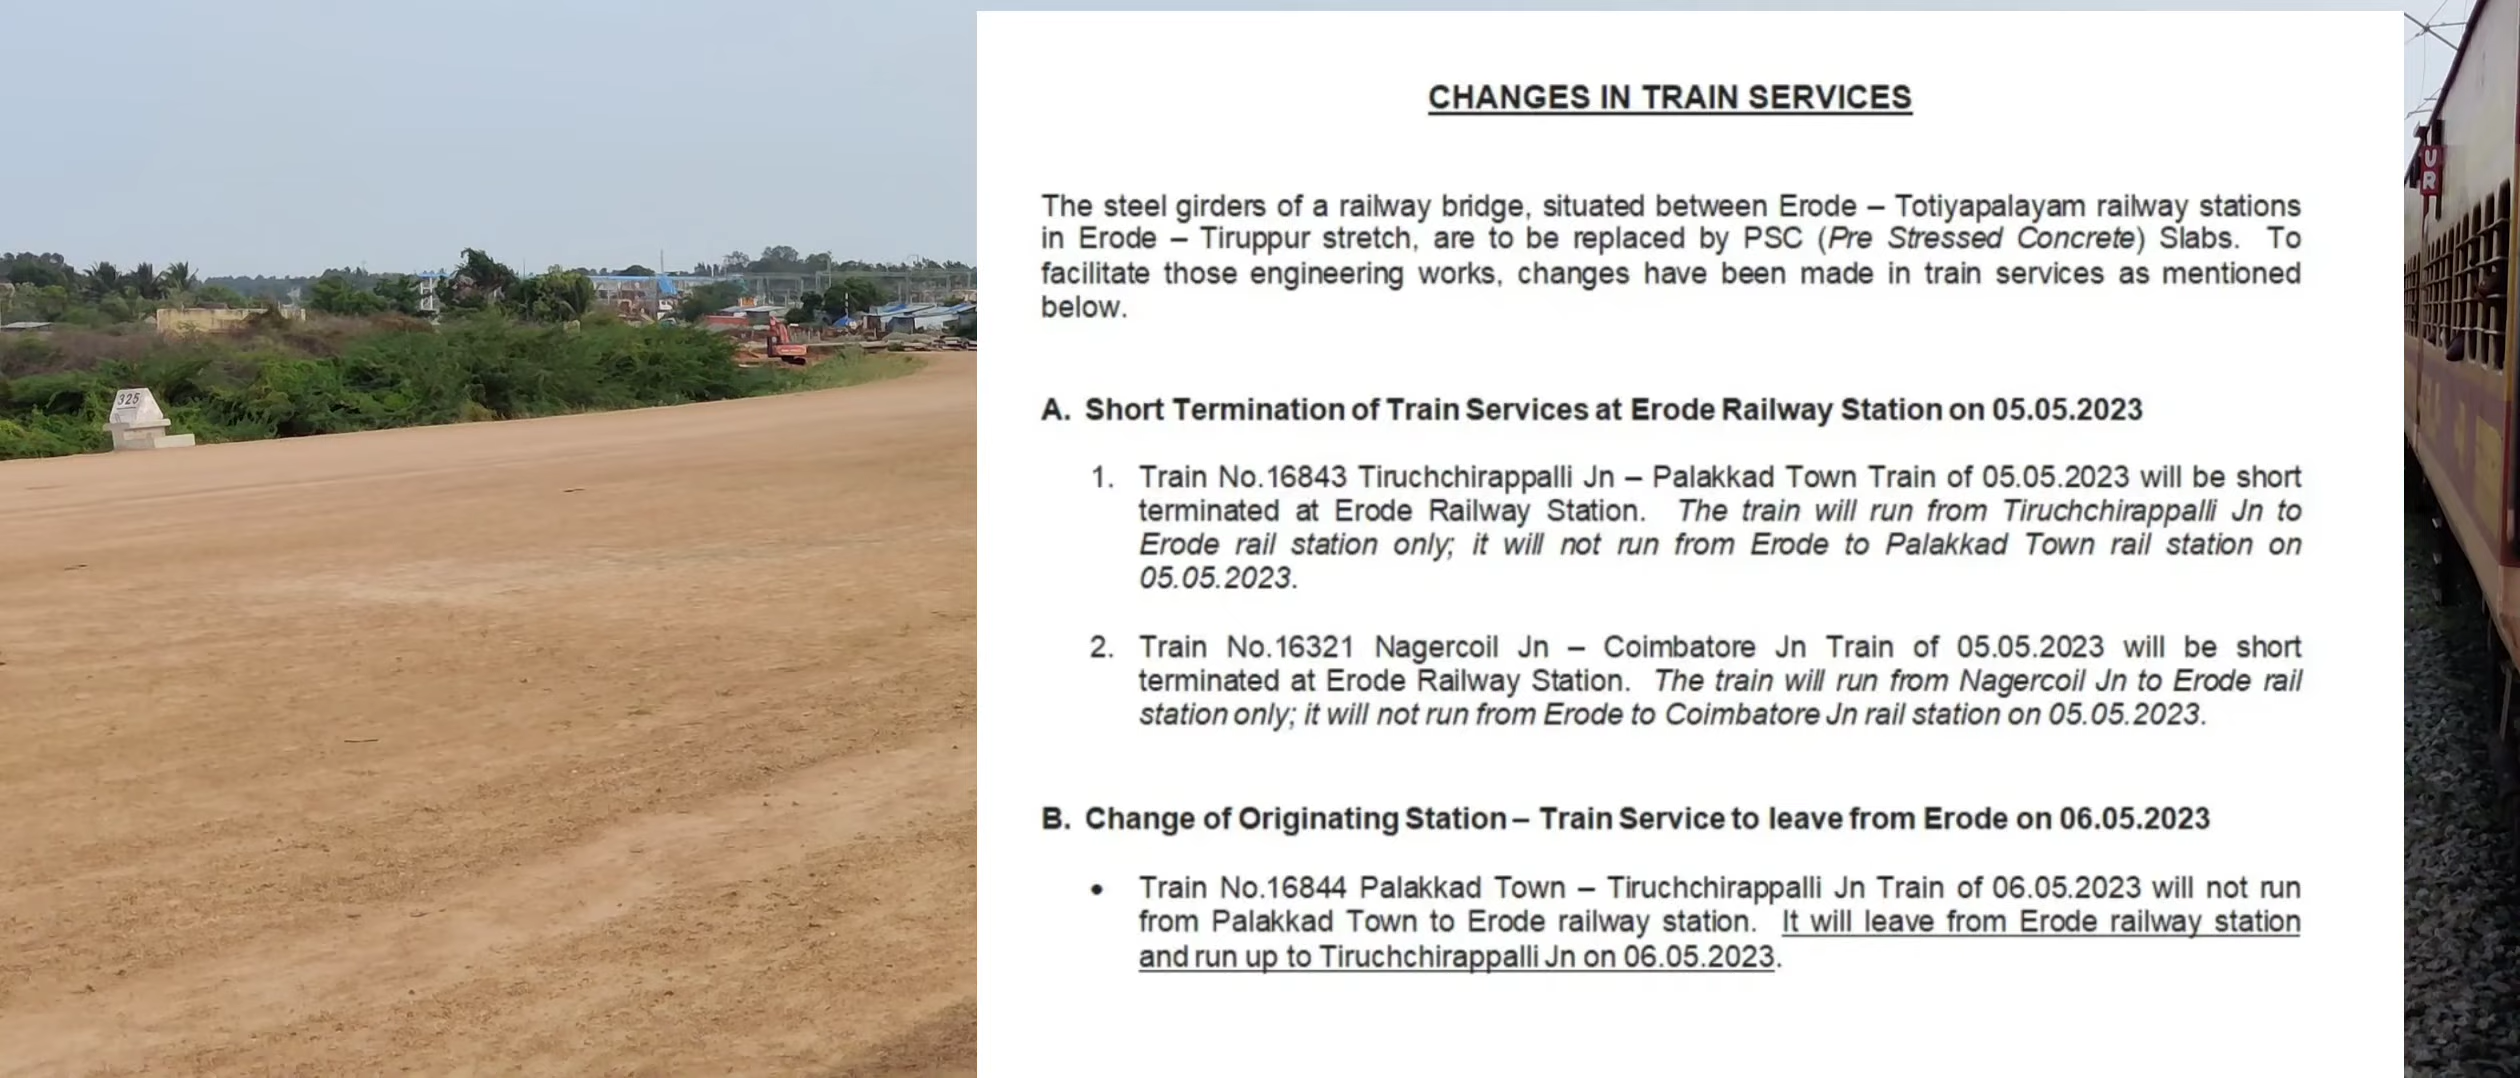 325
CHANGES IN TRAIN SERVICES
The steel girders of a railway bridge, situated between Erode – Totiyapalayam railway stations
in Erode – Tiruppur stretch, are to be replaced by PSC (Pre Stressed Concrete) Slabs. To
facilitate those engineering works, changes have been made in train services as mentioned
below.
A. Short Termination of Train Services at Erode Railway Station on 05.05.2023
1. Train No.16843 Tiruchchirappalli Jn – Palakkad Town Train of 05.05.2023 will be short
terminated at Erode Railway Station. The train will run from Tiruchchirappalli Jn to
Erode rail station only; it will not run from Erode to Palakkad Town rail station on
05.05.2023.
2. Train No.16321 Nagercoil Jn – Coimbatore Jn Train of 05.05.2023 will be short
terminated at Erode Railway Station. The train will run from Nagercoil Jn to Erode rail
station only; it will not run from Erode to Coimbatore Jn rail station on 05.05.2023.
B. Change of Originating Station – Train Service to leave from Erode on 06.05.2023
• Train No.16844 Palakkad Town – Tiruchchirappalli Jn Train of 06.05.2023 will not run
from Palakkad Town to Erode railway station. It will leave from Erode railway station
and run up to Tiruchchirappalli Jn on 06.05.2023.
UR